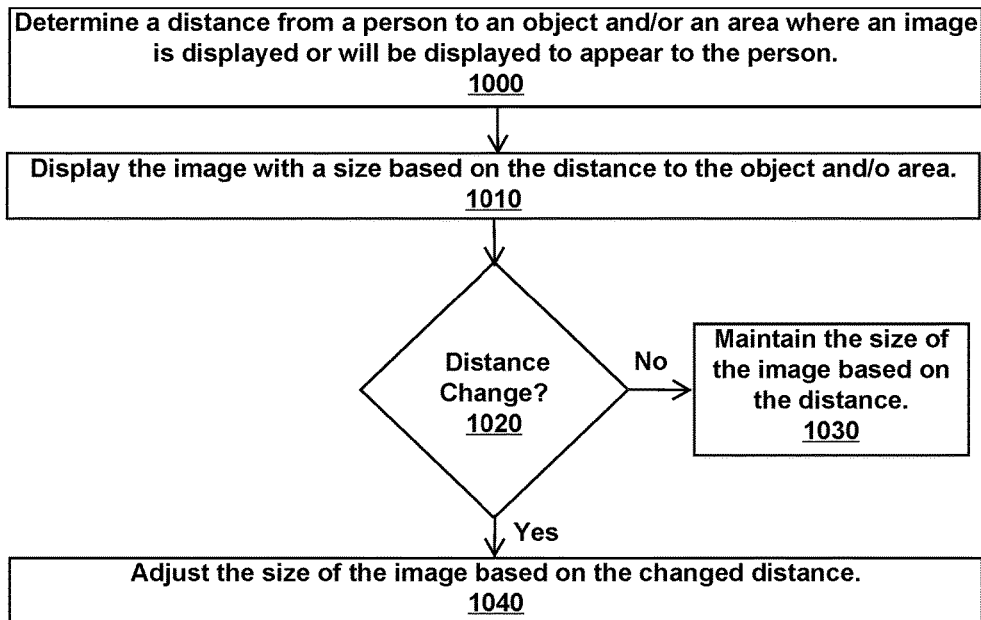 Determine a distance from a person to an object and/or an area where an image
is displayed or will be displayed to appear to the person.
1000
Display the image with a size based on the distance to the object and/o area.
1010
Distance
Change?
1020
No
Maintain the size of
the image based on
the distance.
1030
Yes
Adjust the size of the image based on the changed distance.
1040